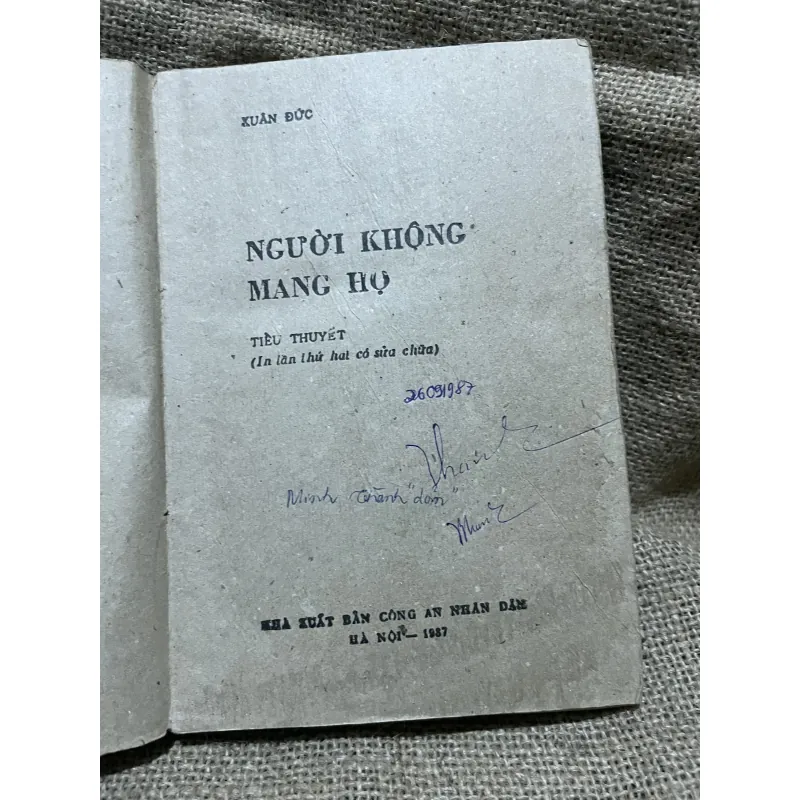 XUÂN ĐỨC
NGƯỜI KHÔNG
MANG HỌ
TIỂU THUYẾT
(In lần thứ hai có sửa chữa)
26091987
Minh Thành "dom"
NHÀ XUẤT BẢN CÔNG AN NHÂN DÂN
HÀ NỘI — 1987